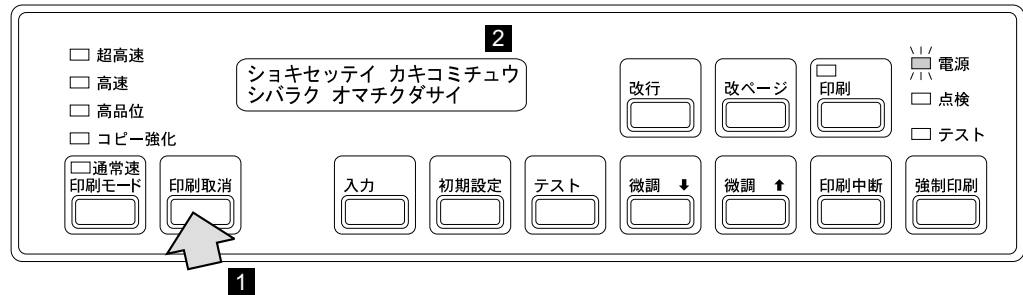 2
超高速
高速
高品位
コピー強化
通常速
印刷モード
印刷取消
ショキセッテイ カキコミチュウ
シバラク オマチクダサイ
改行
改ページ
印刷
電源
点検
テスト
入力
初期設定
テスト
微調 ⬇
微調 ⬆
印刷中断
強制印刷
1